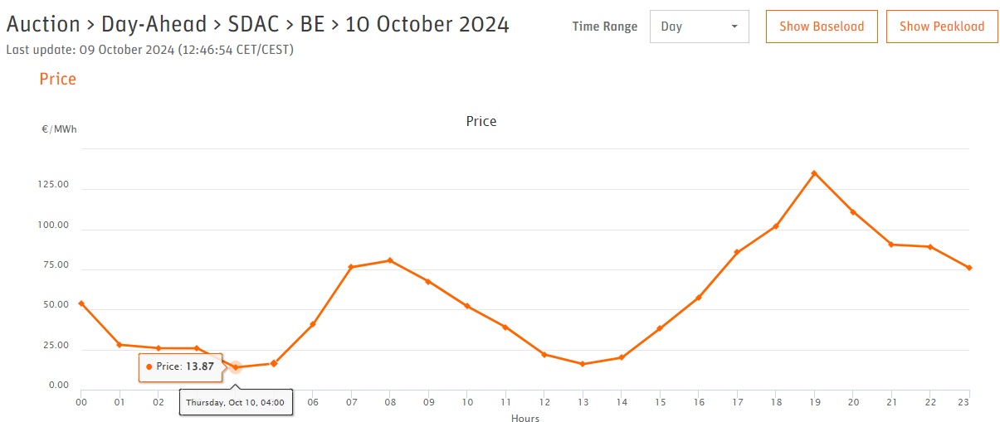 Auction > Day-Ahead > SDAC > BE > 10 October 2024
Time Range
Day
Show Baseload
Show Peakload
Last update: 09 October 2024 (12:46:54 CET/CEST)
Price
Price
€/MWh
125.00
100.00
75.00
50.00
25.00
0.00
Price: 13.87
Thursday, Oct 10, 04:00
00 01 02 06 07 08 09 10 11 12 13 14 15 16 17 18 19 20 21 22 23
Hours